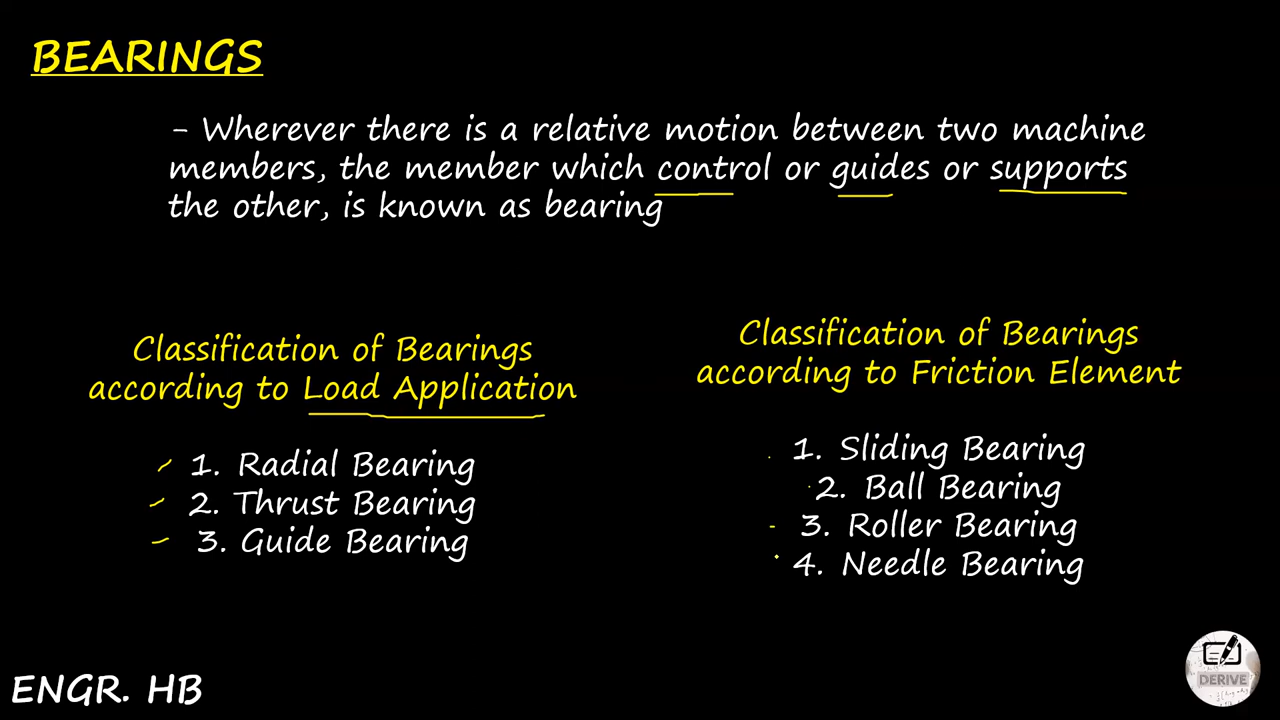 BEARINGS
- Wherever there is a relative motion between two machine
members, the member which control or guides or supports
the other, is known as bearing
Classification of Bearings
according to Load Application
1. Radial Bearing
2. Thrust Bearing
3. Guide Bearing
Classification of Bearings
according to Friction Element
1. Sliding Bearing
2. Ball Bearing
3. Roller Bearing
4. Needle Bearing
ENGR. HB
DERIVE